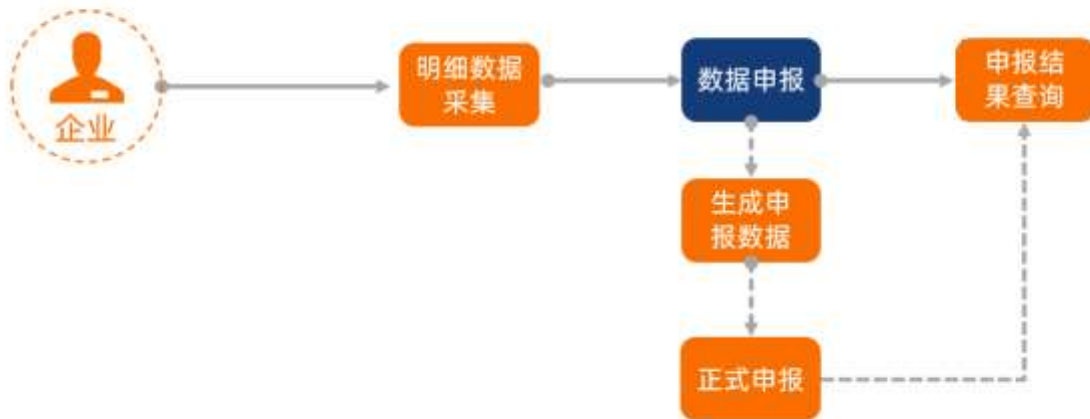 企业
明细数据
采集
数据申报
申报结
果查询
生成申
报数据
正式申报